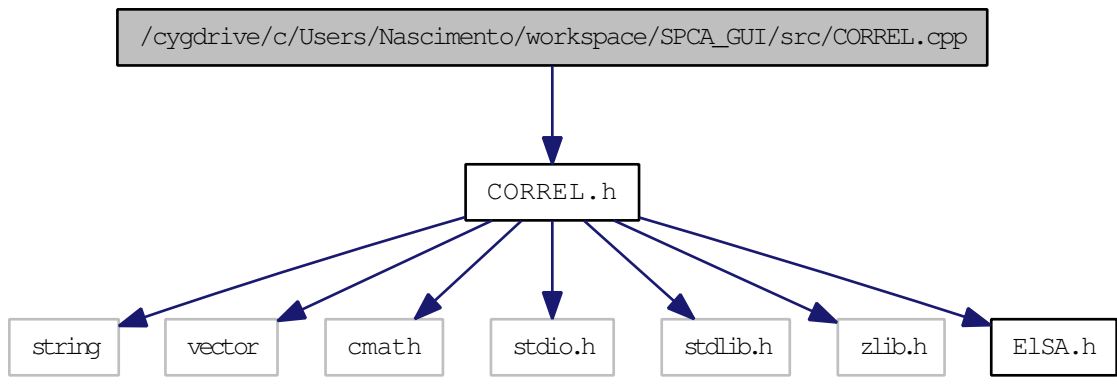 /cygdrive/c/Users/Nascimento/workspace/SPCA_GUI/src/CORREL.cpp
CORREL.h
string
vector
cmath
stdio.h
stdlib.h
zlib.h
ElSA.h